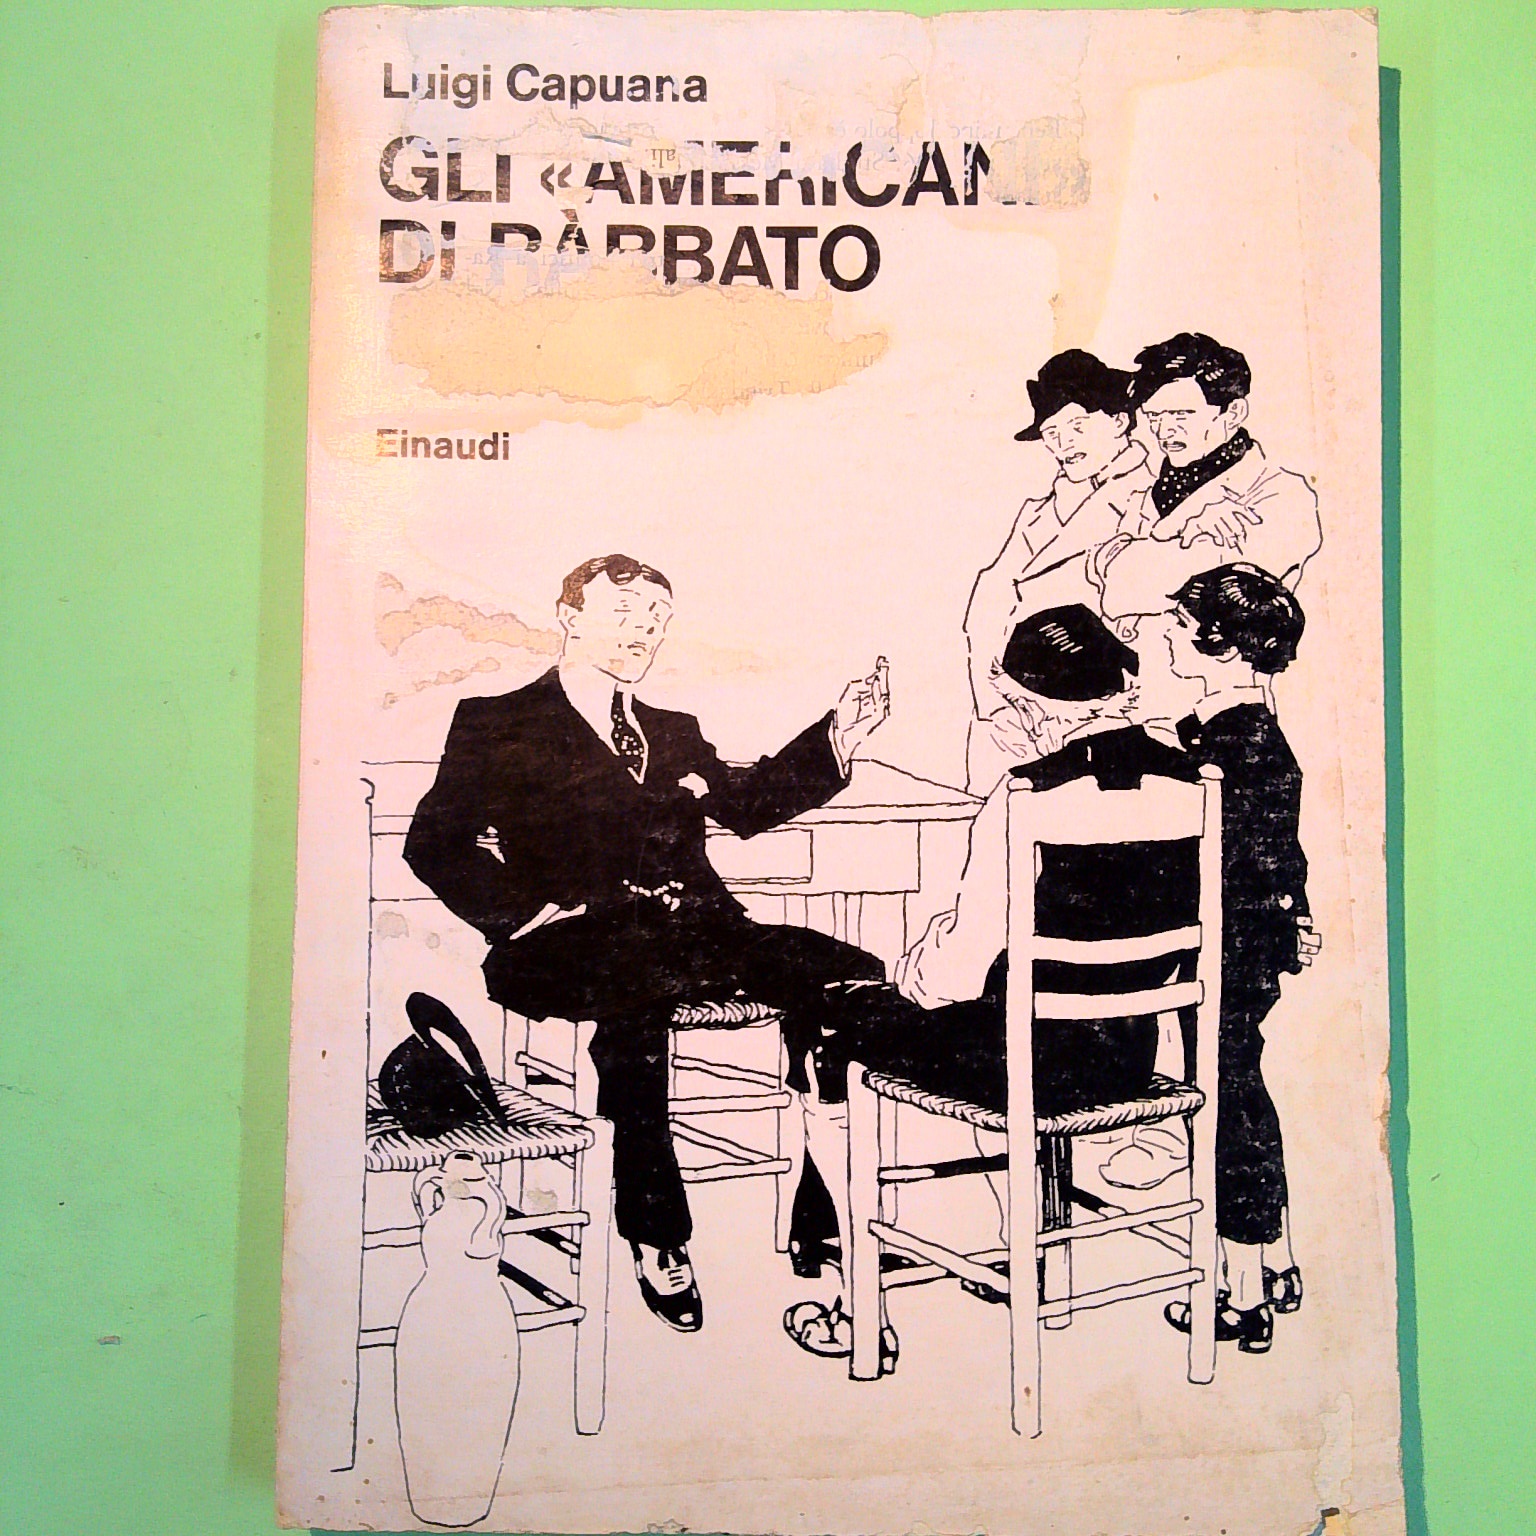 Luigi Capuana
GLI «AMERICANI
DI RÀBBATO
Einaudi